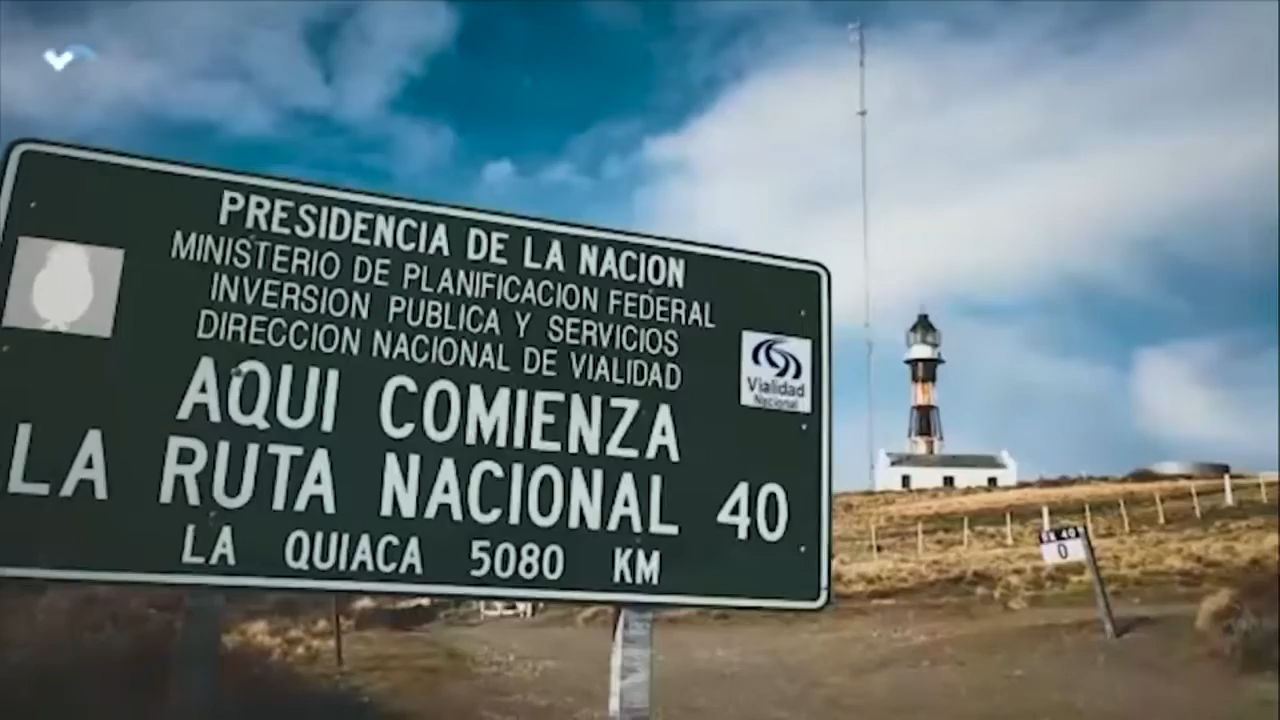 PRESIDENCIA DE LA NACION
MINISTERIO DE PLANIFICACION FEDERAL
INVERSION PUBLICA Y SERVICIOS
DIRECCION NACIONAL DE VIALIDAD
Vialidad
Nacional
AQUI COMIENZA
LA RUTA NACIONAL 40
LA QUIACA 5080 KM
0